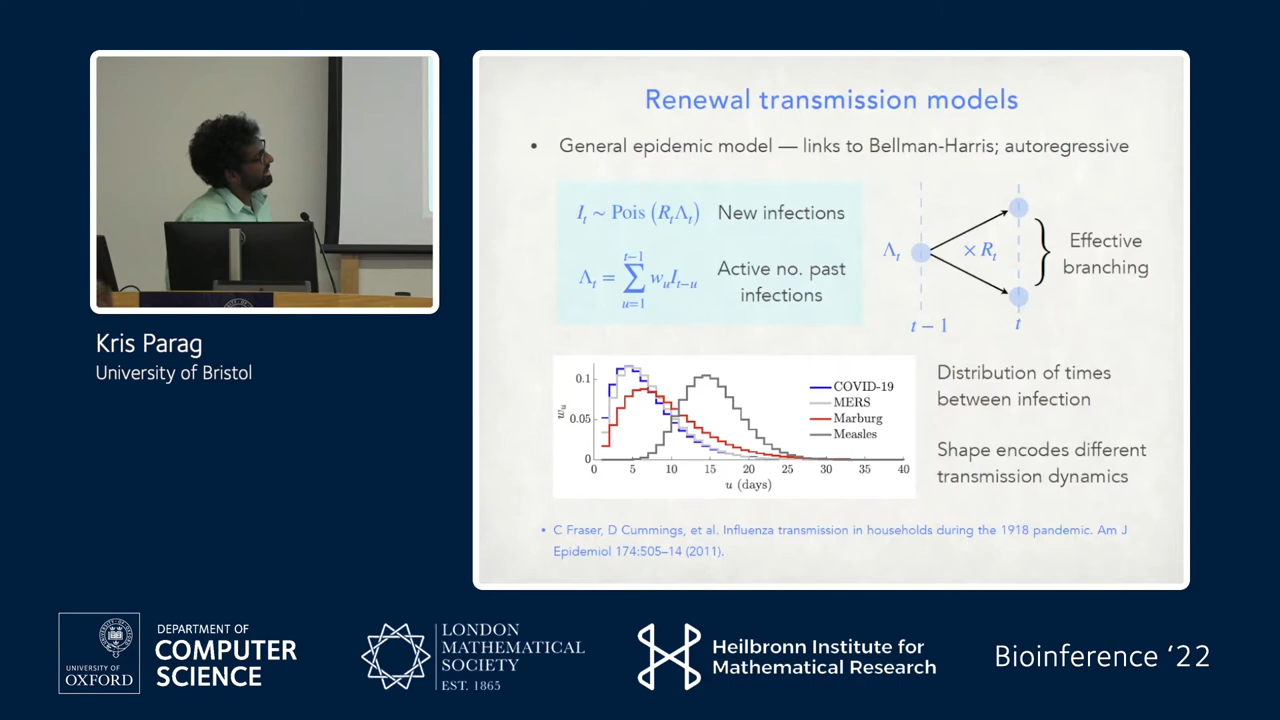 Renewal transmission models
• General epidemic model — links to Bellman-Harris; autoregressive
I_t ~ Pois (R_tΛ_t) New infections
Λ_t = ∑_{u=1}^{t−1} w_u I_{t−u} Active no. past
infections
Λ_t
× R_t
t − 1
t
Effective
branching
0.1
0.05
0
w_u
0 5 10 15 20 25 30 35 40
u (days)
COVID-19
MERS
Marburg
Measles
Distribution of times
between infection
Shape encodes different
transmission dynamics
• C Fraser, D Cummings, et al. Influenza transmission in households during the 1918 pandemic. Am J
Epidemiol 174:505–14 (2011).
Kris Parag
University of Bristol
UNIVERSITY OF
OXFORD
DEPARTMENT OF
COMPUTER
SCIENCE
LONDON
MATHEMATICAL
SOCIETY
EST. 1865
Heilbronn Institute for
Mathematical Research
Bioinference ‘22